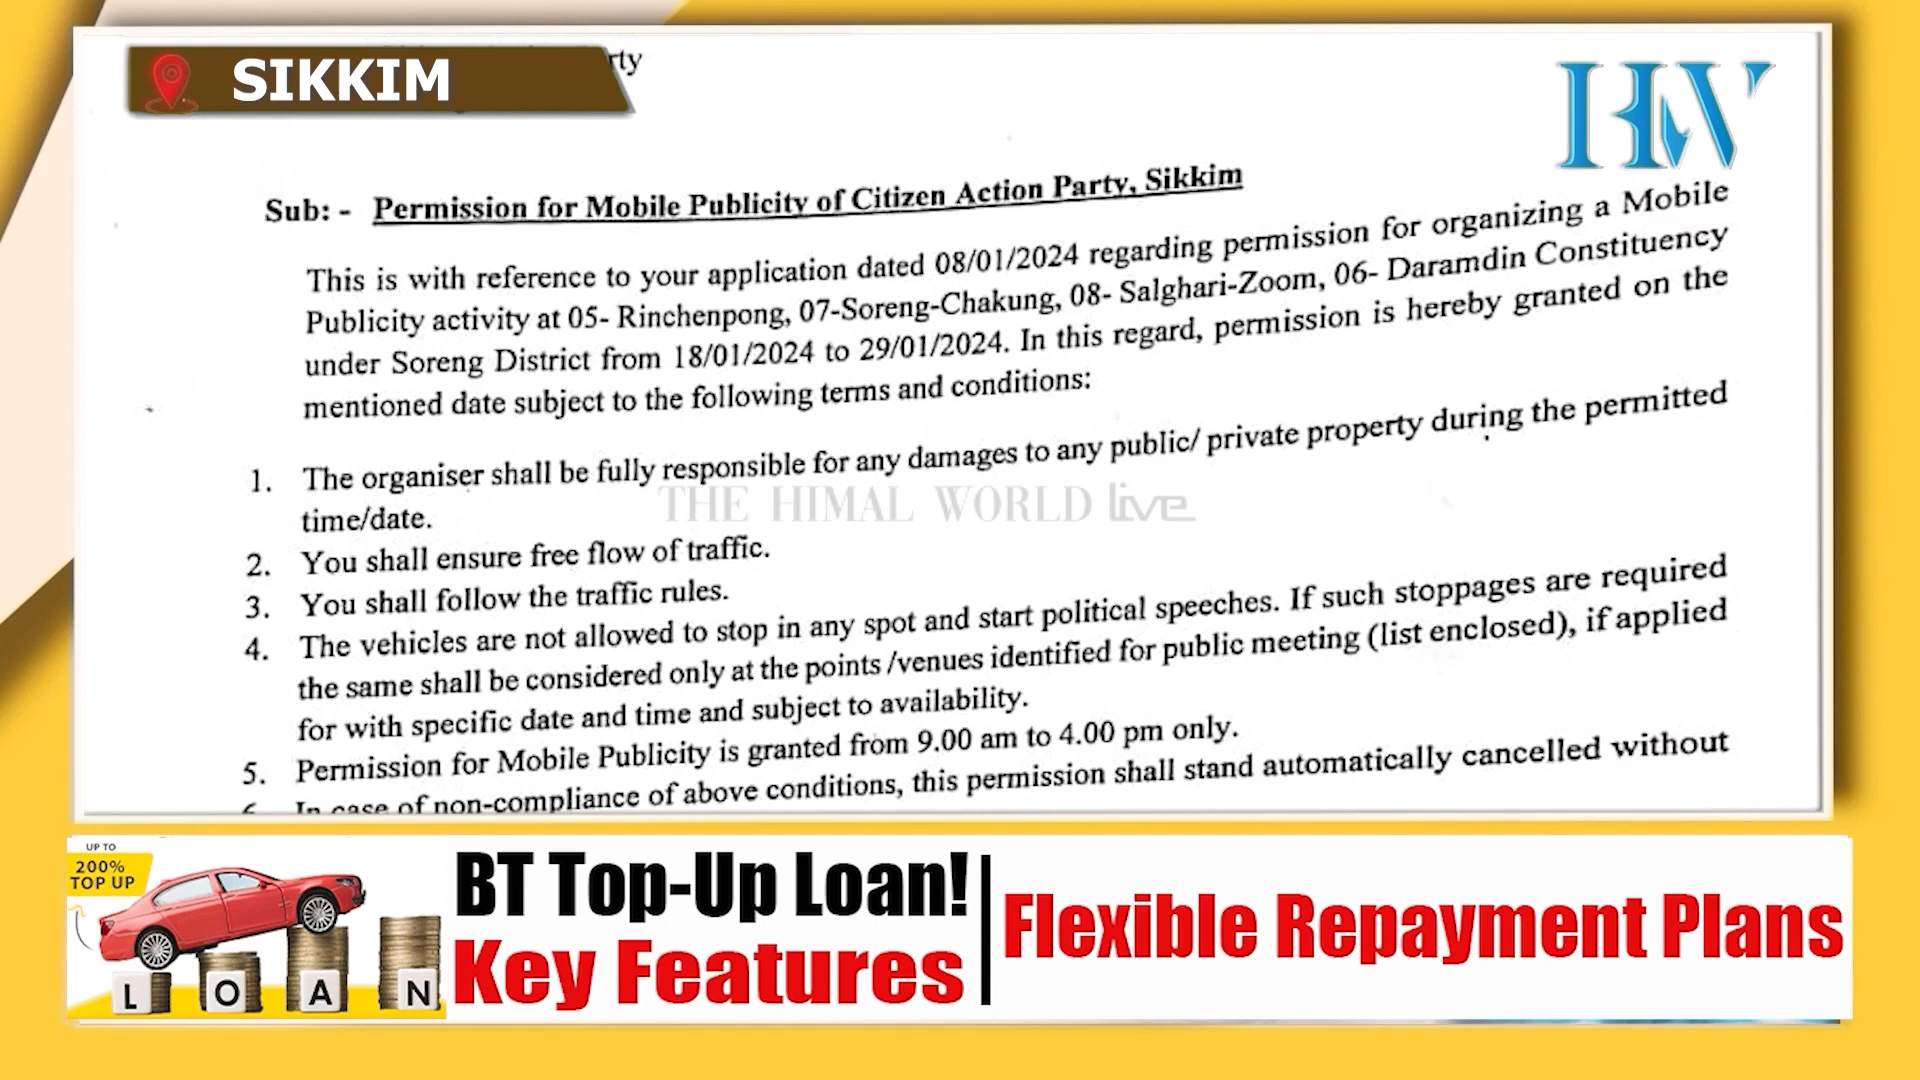 rty
SIKKIM
HW
Sub: - Permission for Mobile Publicity of Citizen Action Party, Sikkim
This is with reference to your application dated 08/01/2024 regarding permission for organizing a Mobile
Publicity activity at 05- Rinchenpong, 07-Soreng-Chakung, 08- Salghari-Zoom, 06- Daramdin Constituency
under Soreng District from 18/01/2024 to 29/01/2024. In this regard, permission is hereby granted on the
mentioned date subject to the following terms and conditions:
1. The organiser shall be fully responsible for any damages to any public/ private property during the permitted
time/date.
THE HIMAL WORLD live
2. You shall ensure free flow of traffic.
3. You shall follow the traffic rules.
4. The vehicles are not allowed to stop in any spot and start political speeches. If such stoppages are required
the same shall be considered only at the points /venues identified for public meeting (list enclosed), if applied
for with specific date and time and subject to availability.
5. Permission for Mobile Publicity is granted from 9.00 am to 4.00 pm only.
6. In case of non-compliance of above conditions, this permission shall stand automatically cancelled without
UP TO
200%
TOP UP
LOAN
BT Top-Up Loan!
Key Features
Flexible Repayment Plans